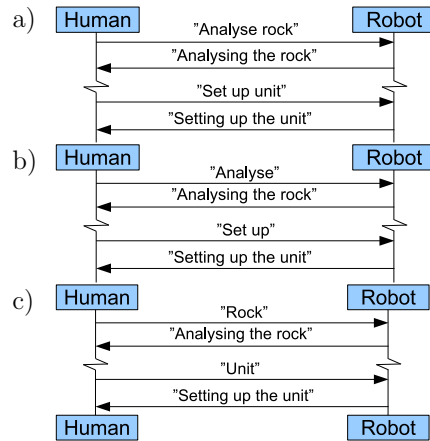 a)
Human Robot
”Analyse rock”
”Analysing the rock”
”Set up unit”
”Setting up the unit”
b)
Human Robot
”Analyse”
”Analysing the rock”
”Set up”
”Setting up the unit”
c)
Human Robot
”Rock”
”Analysing the rock”
”Unit”
”Setting up the unit”
Human Robot